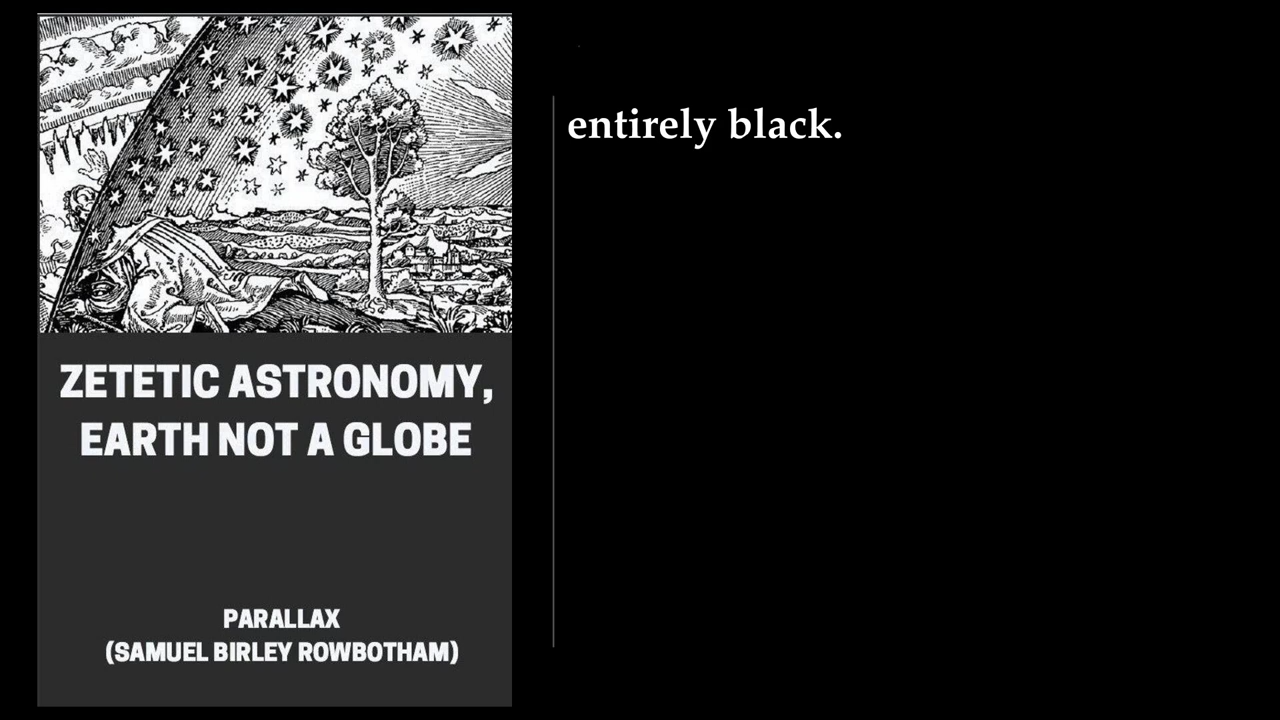 ZETETIC ASTRONOMY,
EARTH NOT A GLOBE
PARALLAX
(SAMUEL BIRLEY ROWBOTHAM)
entirely black.